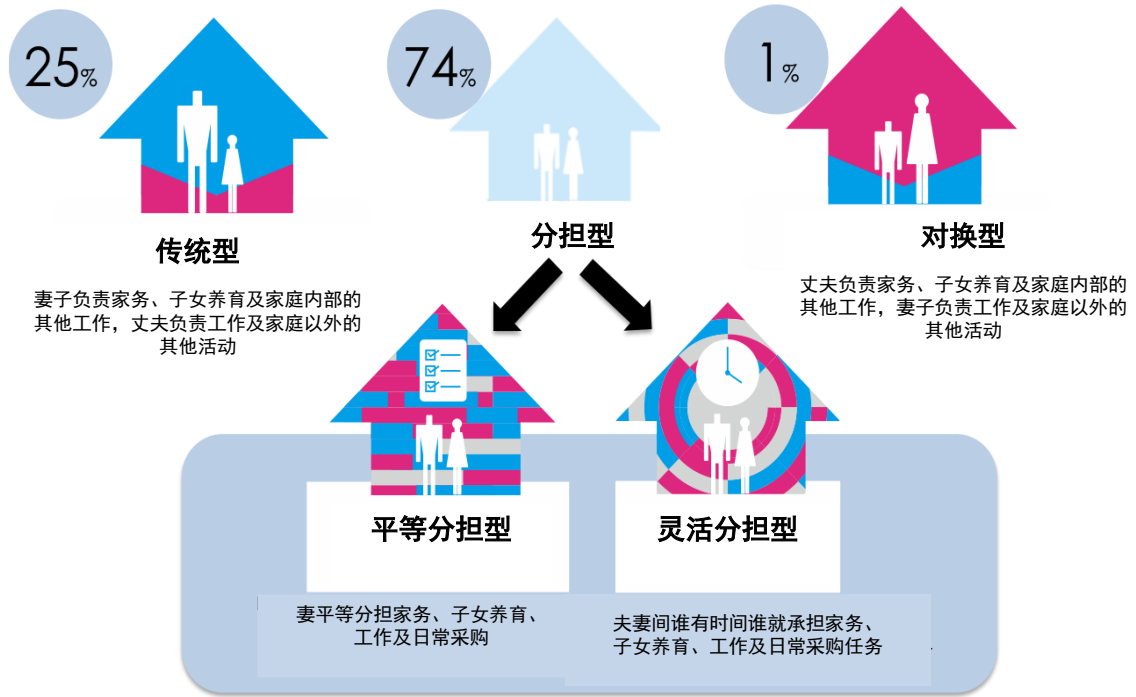 25%
74%
1%
传统型
分担型
对换型
妻子负责家务、子女养育及家庭内部的
其他工作，丈夫负责工作及家庭以外的
其他活动
丈夫负责家务、子女养育及家庭内部的
其他工作，妻子负责工作及家庭以外的
其他活动
平等分担型
灵活分担型
妻平等分担家务、子女养育、
工作及日常采购
夫妻间谁有时间谁就承担家务、
子女养育、工作及日常采购任务